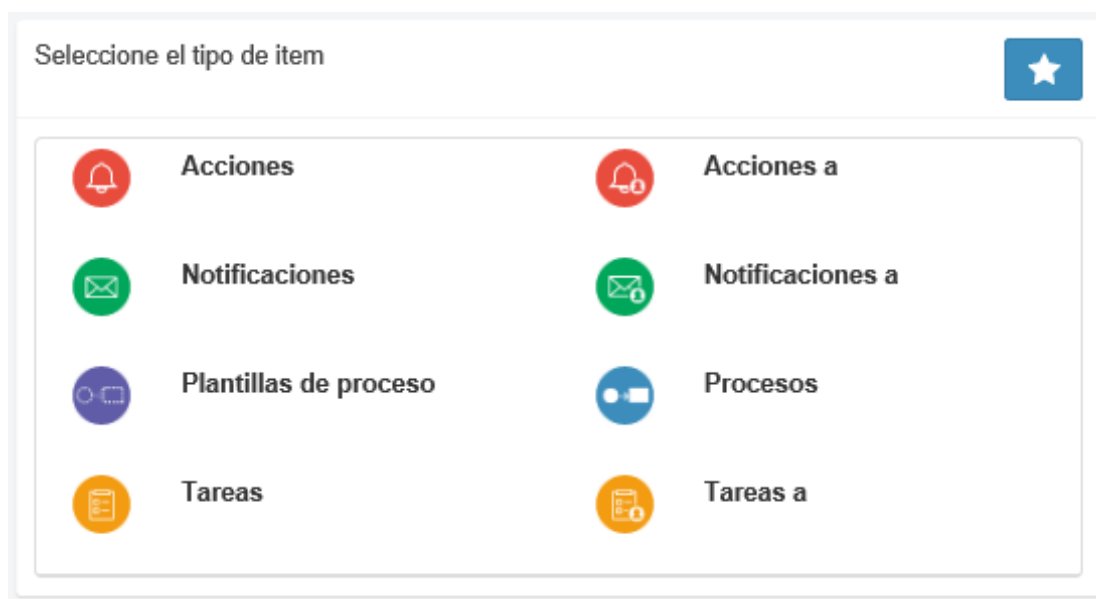 Seleccione el tipo de item
Acciones
Acciones a
Notificaciones
Notificaciones a
Plantillas de proceso
Procesos
Tareas
Tareas a